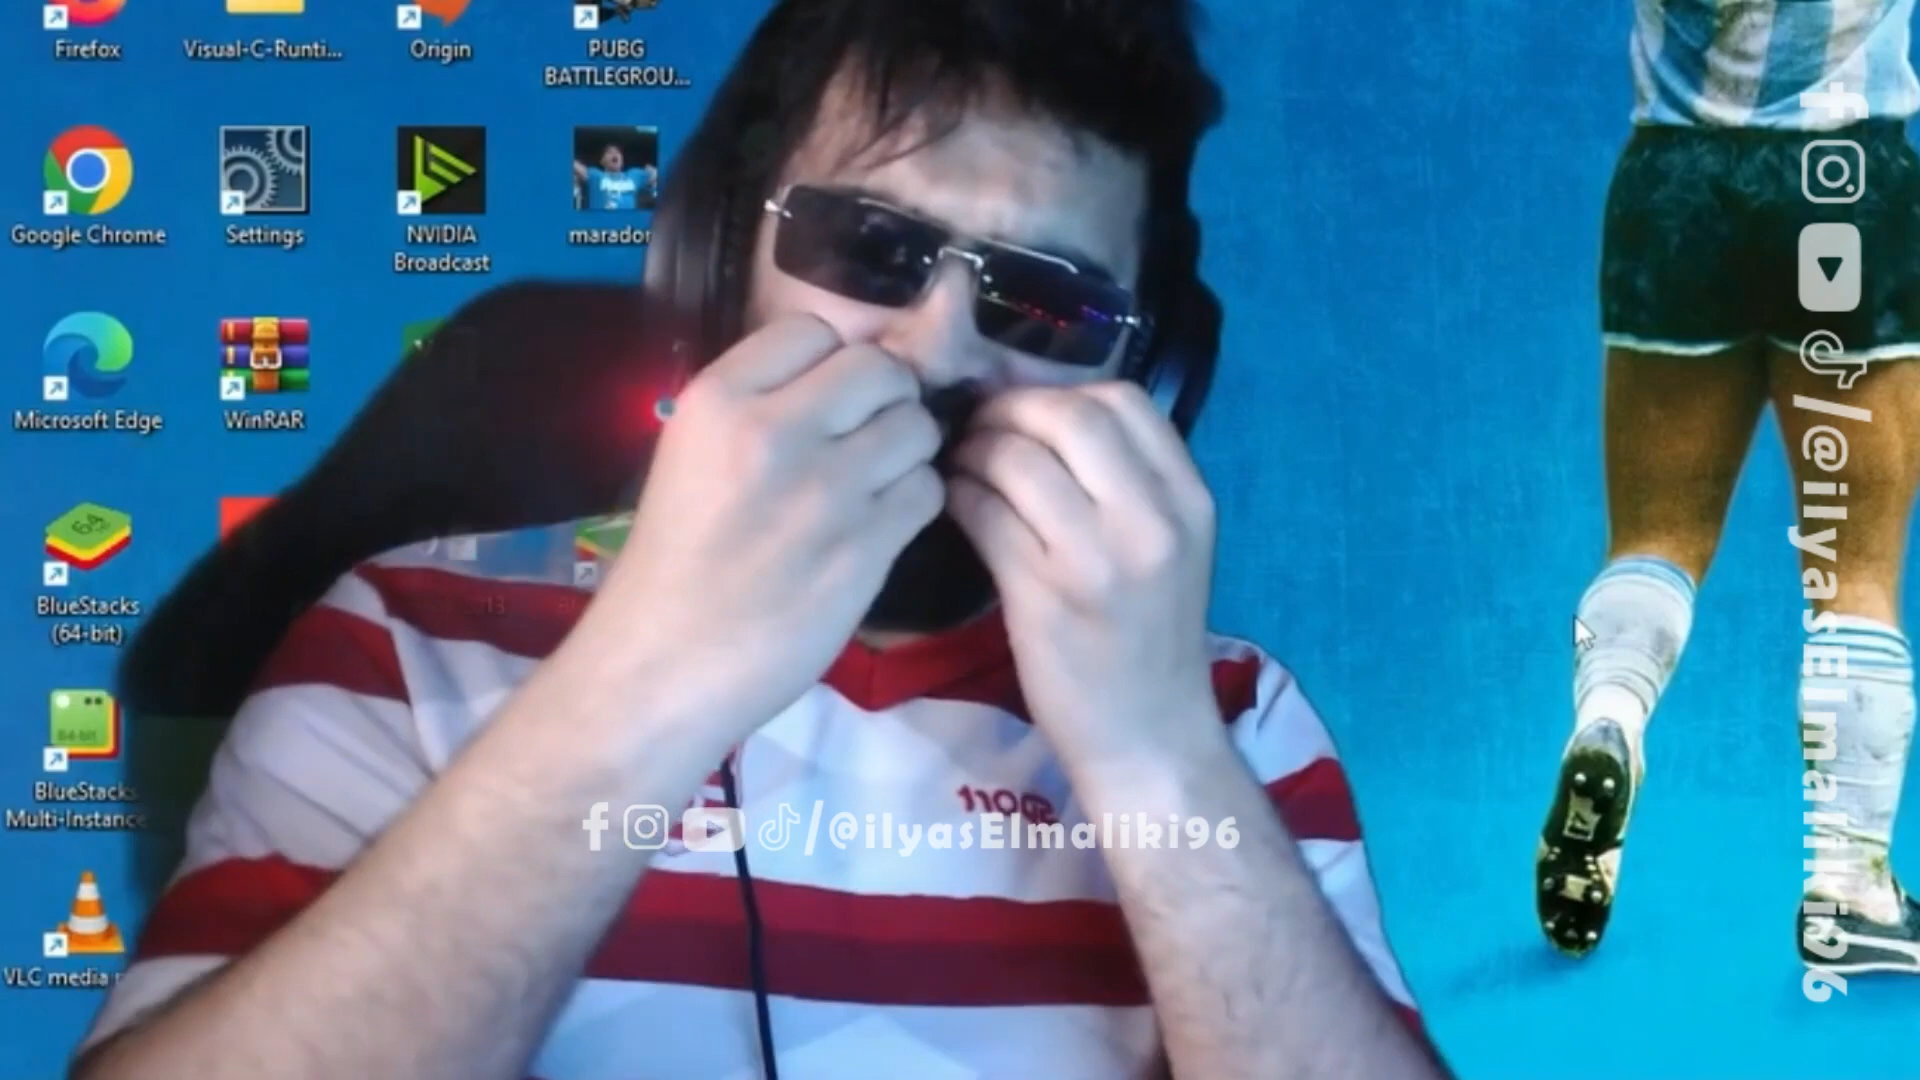 Firefox
Visual-C-Runti...
Origin
PUBG
BATTLEGROU...
Google Chrome
Settings
NVIDIA
Broadcast
marador
Microsoft Edge
WinRAR
BlueStacks
(64-bit)
BlueStacks
Multi-Instance
VLC media
/@ilyasElmaliki96
/@ilyasElmaliki96